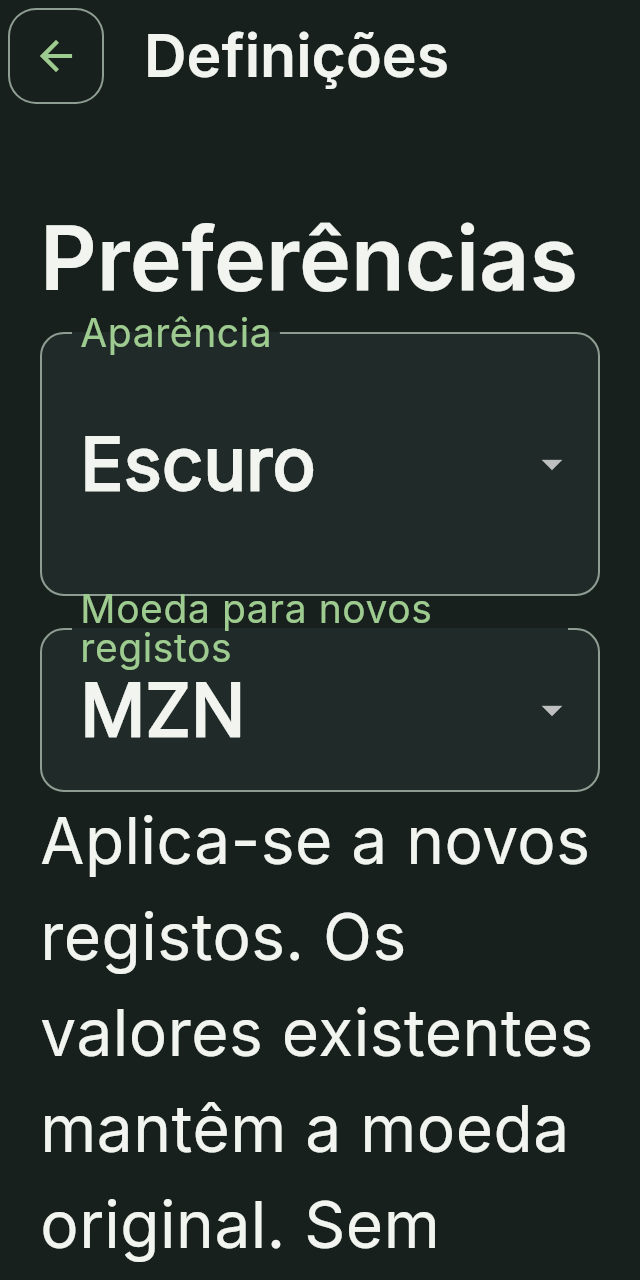 Definições
Preferências
Aparência
Escuro
Moeda para novos
registos
MZN
Aplica-se a novos
registos. Os
valores existentes
mantêm a moeda
original. Sem